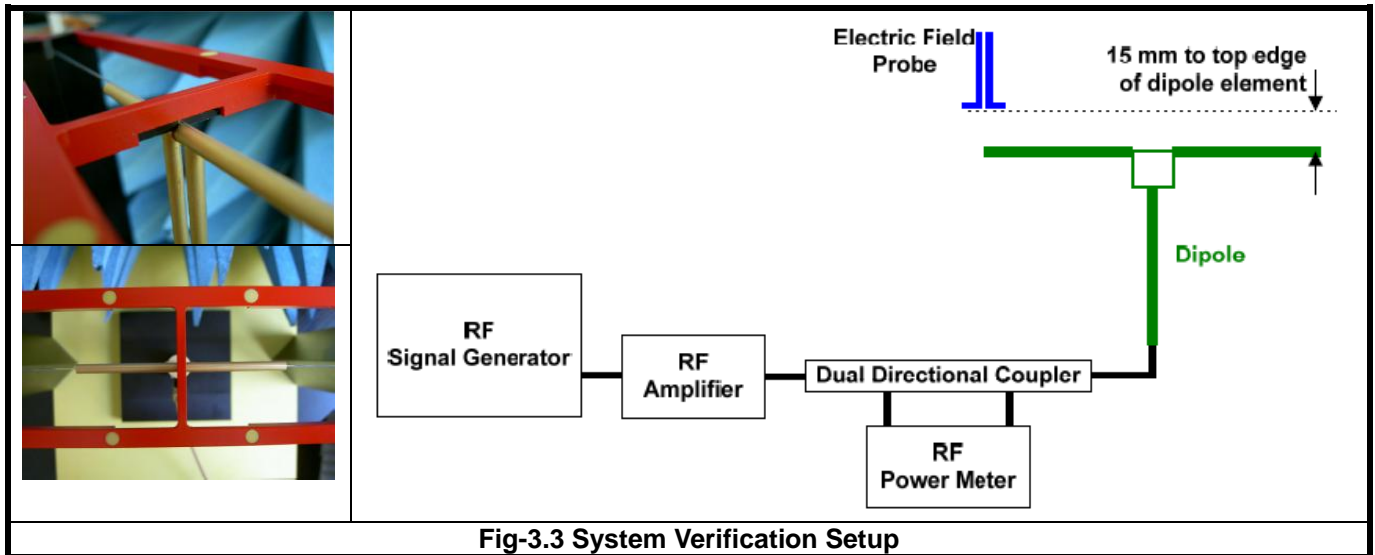 Electric Field
Probe
15 mm to top edge
of dipole element
Dipole
RF
Signal Generator
RF
Amplifier
Dual Directional Coupler
RF
Power Meter
Fig-3.3 System Verification Setup